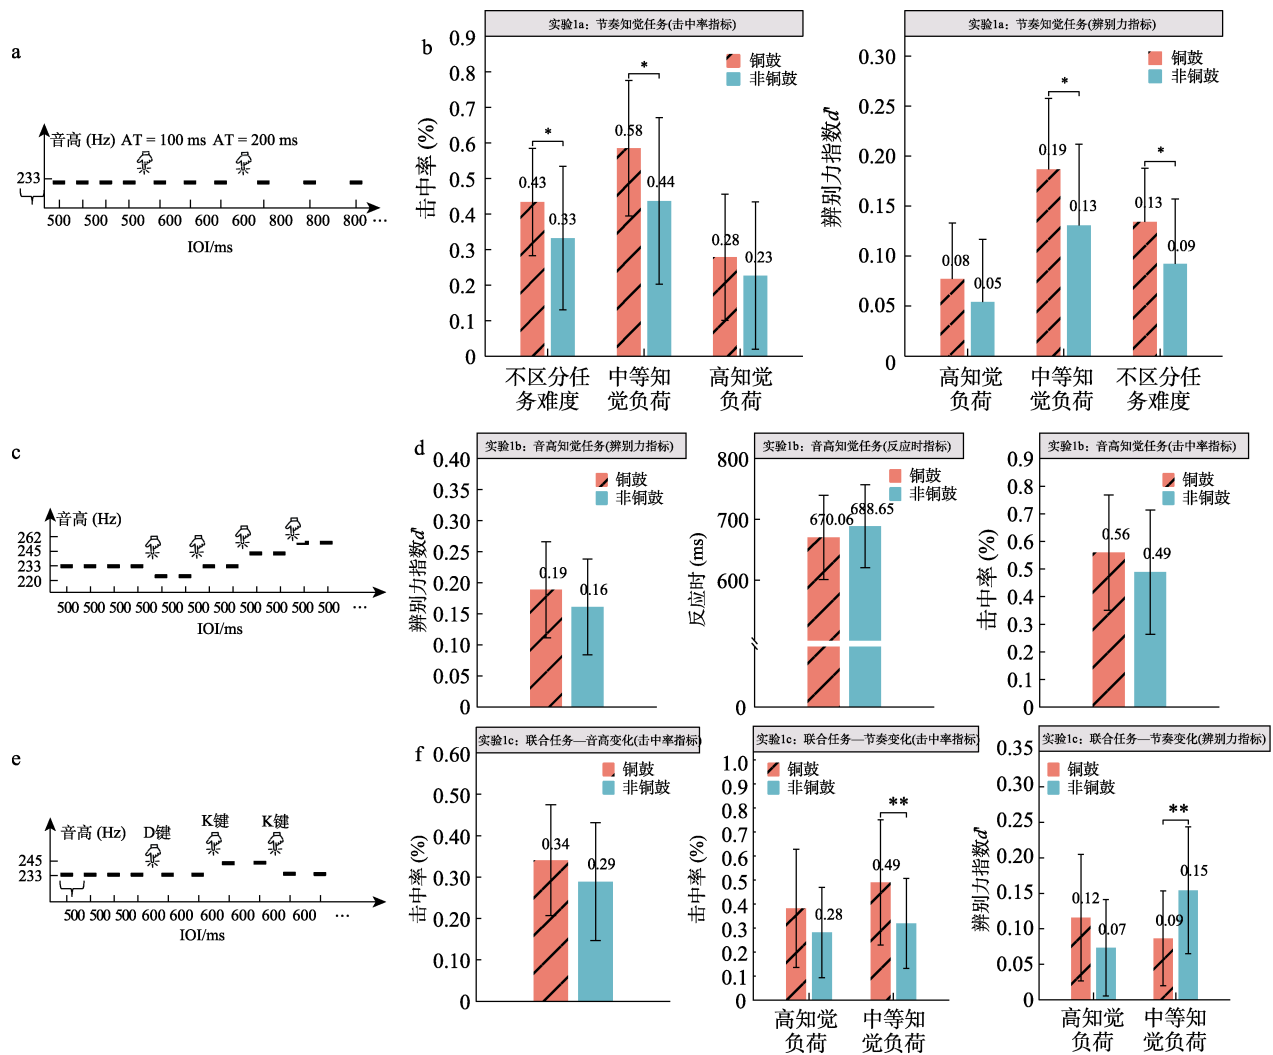 a
音高 (Hz) AT = 100 ms AT = 200 ms
233
500 500 500 500 600 600 600 800 800 800 ···
IOI/ms
b
实验1a：节奏知觉任务(击中率指标)
铜鼓
非铜鼓
击中率 (%)
0.9
0.8
0.7
0.6
0.5
0.4
0.3
0.2
0.1
0
*
*
0.43
0.33
0.58
0.44
0.28
0.23
不区分任
务难度
中等知
觉负荷
高知觉
负荷
实验1a：节奏知觉任务(辨别力指标)
铜鼓
非铜鼓
辨别力指数d'
0.30
0.25
0.20
0.15
0.10
0.05
0
*
*
0.08
0.05
0.19
0.13
0.13
0.09
高知觉
负荷
中等知
觉负荷
不区分任
务难度
c
音高 (Hz)
262
245
233
220
500 500 500 500 500 500 500 500 500 500 500 500 ···
IOI/ms
d
实验1b：音高知觉任务(辨别力指标)
铜鼓
非铜鼓
辨别力指数d'
0.40
0.35
0.30
0.25
0.20
0.15
0.10
0.05
0
0.19
0.16
实验1b：音高知觉任务(反应时指标)
铜鼓
非铜鼓
反应时 (ms)
800
700
600
0
670.06
688.65
实验1b：音高知觉任务(击中率指标)
铜鼓
非铜鼓
击中率 (%)
0.9
0.8
0.7
0.6
0.5
0.4
0.3
0.2
0.1
0
0.56
0.49
e
音高 (Hz)
D键
K键
K键
245
233
500 500 500 600 600 600 600 600 600 ···
IOI/ms
f
实验1c：联合任务—音高变化(击中率指标)
铜鼓
非铜鼓
击中率 (%)
0.60
0.50
0.40
0.30
0.20
0.10
0
0.34
0.29
实验1c：联合任务—节奏变化(击中率指标)
铜鼓
非铜鼓
击中率 (%)
1.0
0.9
0.8
0.7
0.6
0.5
0.4
0.3
0.2
0.1
0
**
0.28
0.49
高知觉
负荷
中等知
觉负荷
实验1c：联合任务—节奏变化(辨别力指标)
铜鼓
非铜鼓
辨别力指数d'
0.35
0.30
0.25
0.20
0.15
0.10
0.05
0
**
0.12
0.07
0.09
0.15
高知觉
负荷
中等知
觉负荷